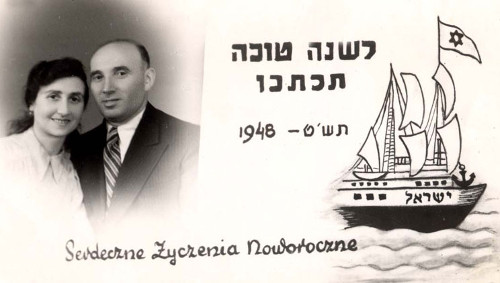 לשנה טובה
תכתבו
1948 - תש'ט
ישראל
Serdeczne Życzenia Noworoczne